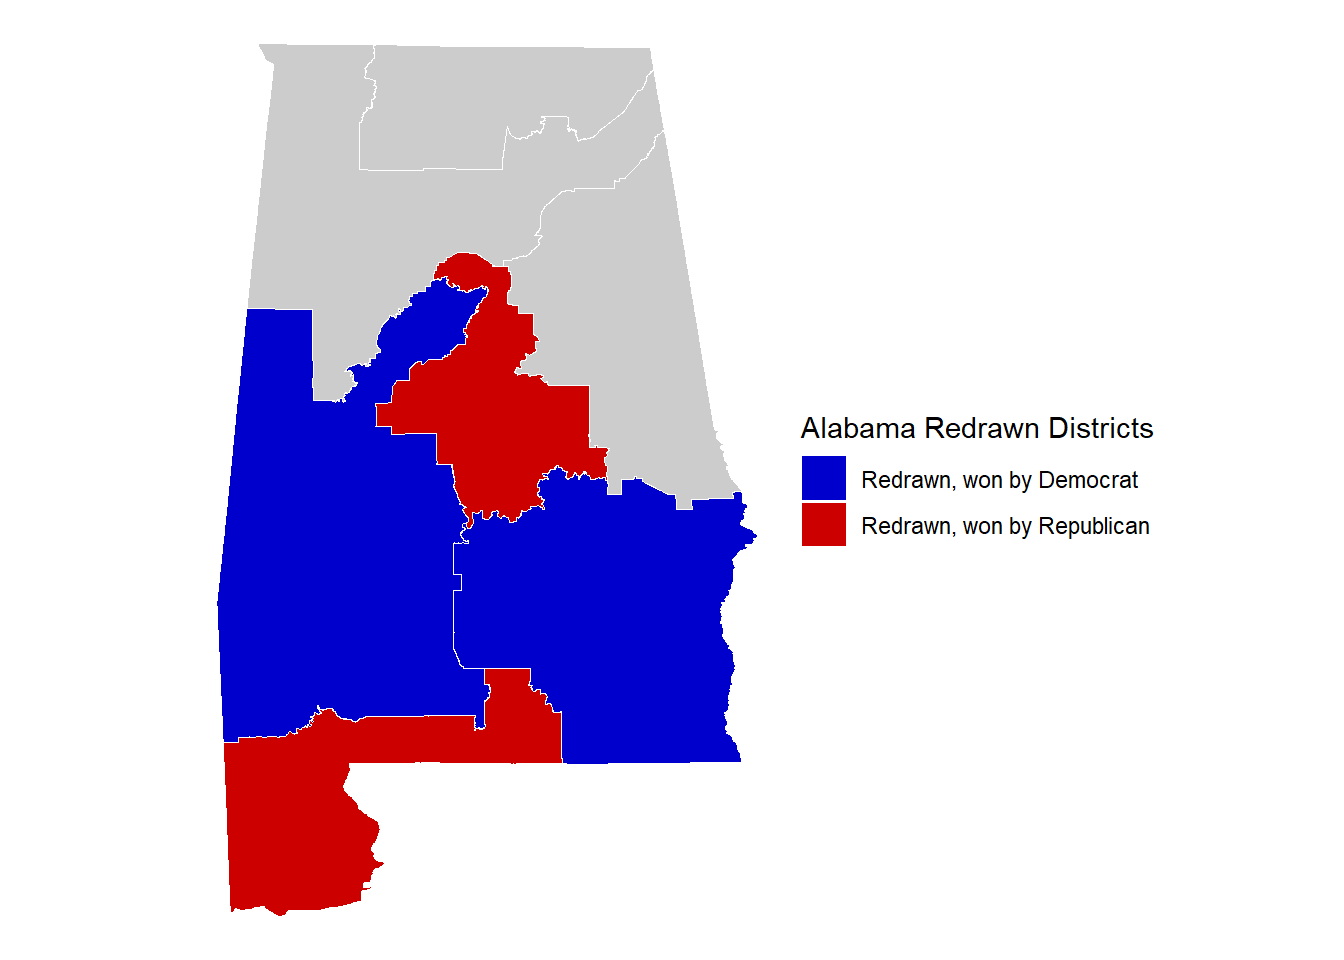 Alabama Redrawn Districts
Redrawn, won by Democrat
Redrawn, won by Republican